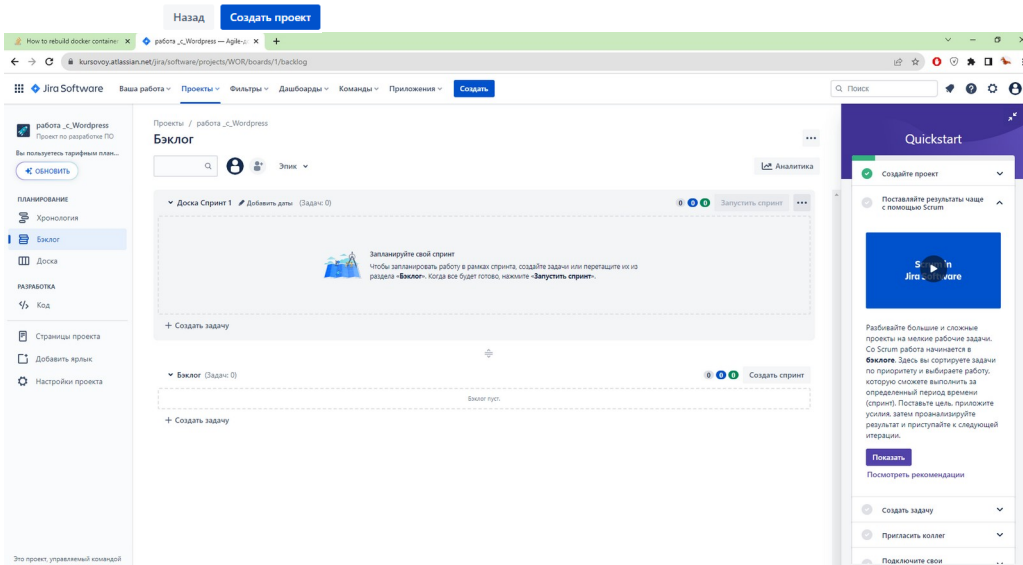 Назад Создать проект
How to rebuild docker container
работа _с_Wordpress — Agile-д
kursovoy.atlassian.net/jira/software/projects/WOR/boards/1/backlog
Jira Software Ваша работа Проекты Фильтры Дашборды Команды Приложения Создать Поиск
работа _с_Wordpress
Проект по разработке ПО
Вы пользуетесь тарифным план...
ОБНОВИТЬ
ПЛАНИРОВАНИЕ
Хронология
Бэклог
Доска
РАЗРАБОТКА
Код
Страницы проекта
Добавить ярлык
Настройки проекта
Это проект, управляемый командой
Проекты / работа _с_Wordpress
Бэклог
Эпик Аналитика
Доска Спринт 1 Добавить даты (Задач: 0) 0 0 0 Запустить спринт
Запланируйте свой спринт
Чтобы запланировать работу в рамках спринта, создайте задачи или перетащите их из
раздела «Бэклог». Когда все будет готово, нажмите «Запустить спринт».
+ Создать задачу
Бэклог (Задач: 0) 0 0 0 Создать спринт
Бэклог пуст.
+ Создать задачу
Quickstart
Создайте проект
Поставляйте результаты чаще
с помощью Scrum
Scrum in
Jira Software
Разбивайте большие и сложные
проекты на мелкие рабочие задачи.
Со Scrum работа начинается в
бэклоге. Здесь вы сортируете задачи
по приоритету и выбираете работу,
которую сможете выполнить за
определенный период времени
(спринт). Поставьте цель, приложите
усилия, затем проанализируйте
результат и приступайте к следующей
итерации.
Показать
Посмотреть рекомендации
Создать задачу
Пригласить коллег
Подключите свои